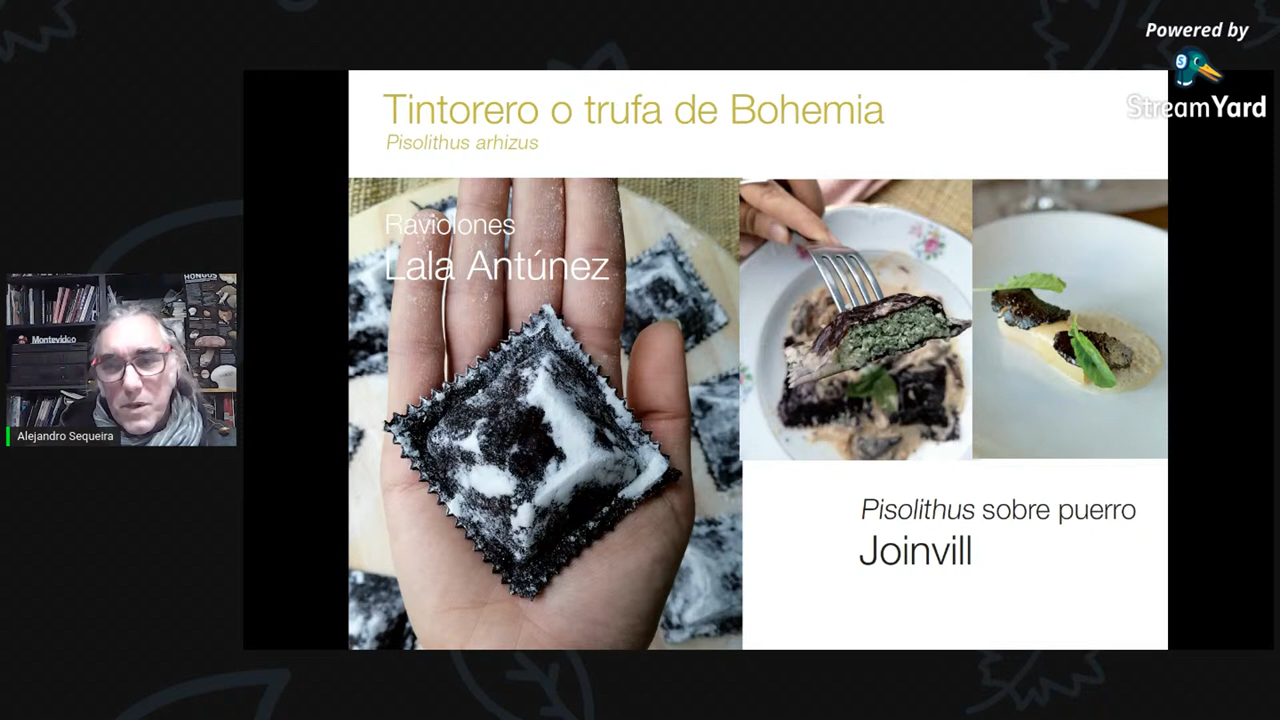 Powered by
StreamYard
Tintorero o trufa de Bohemia
Pisolithus arhizus
Raviolones
Lala Antúnez
HONGOS
Montevideo
Alejandro Sequeira
Pisolithus sobre puerro
Joinvill